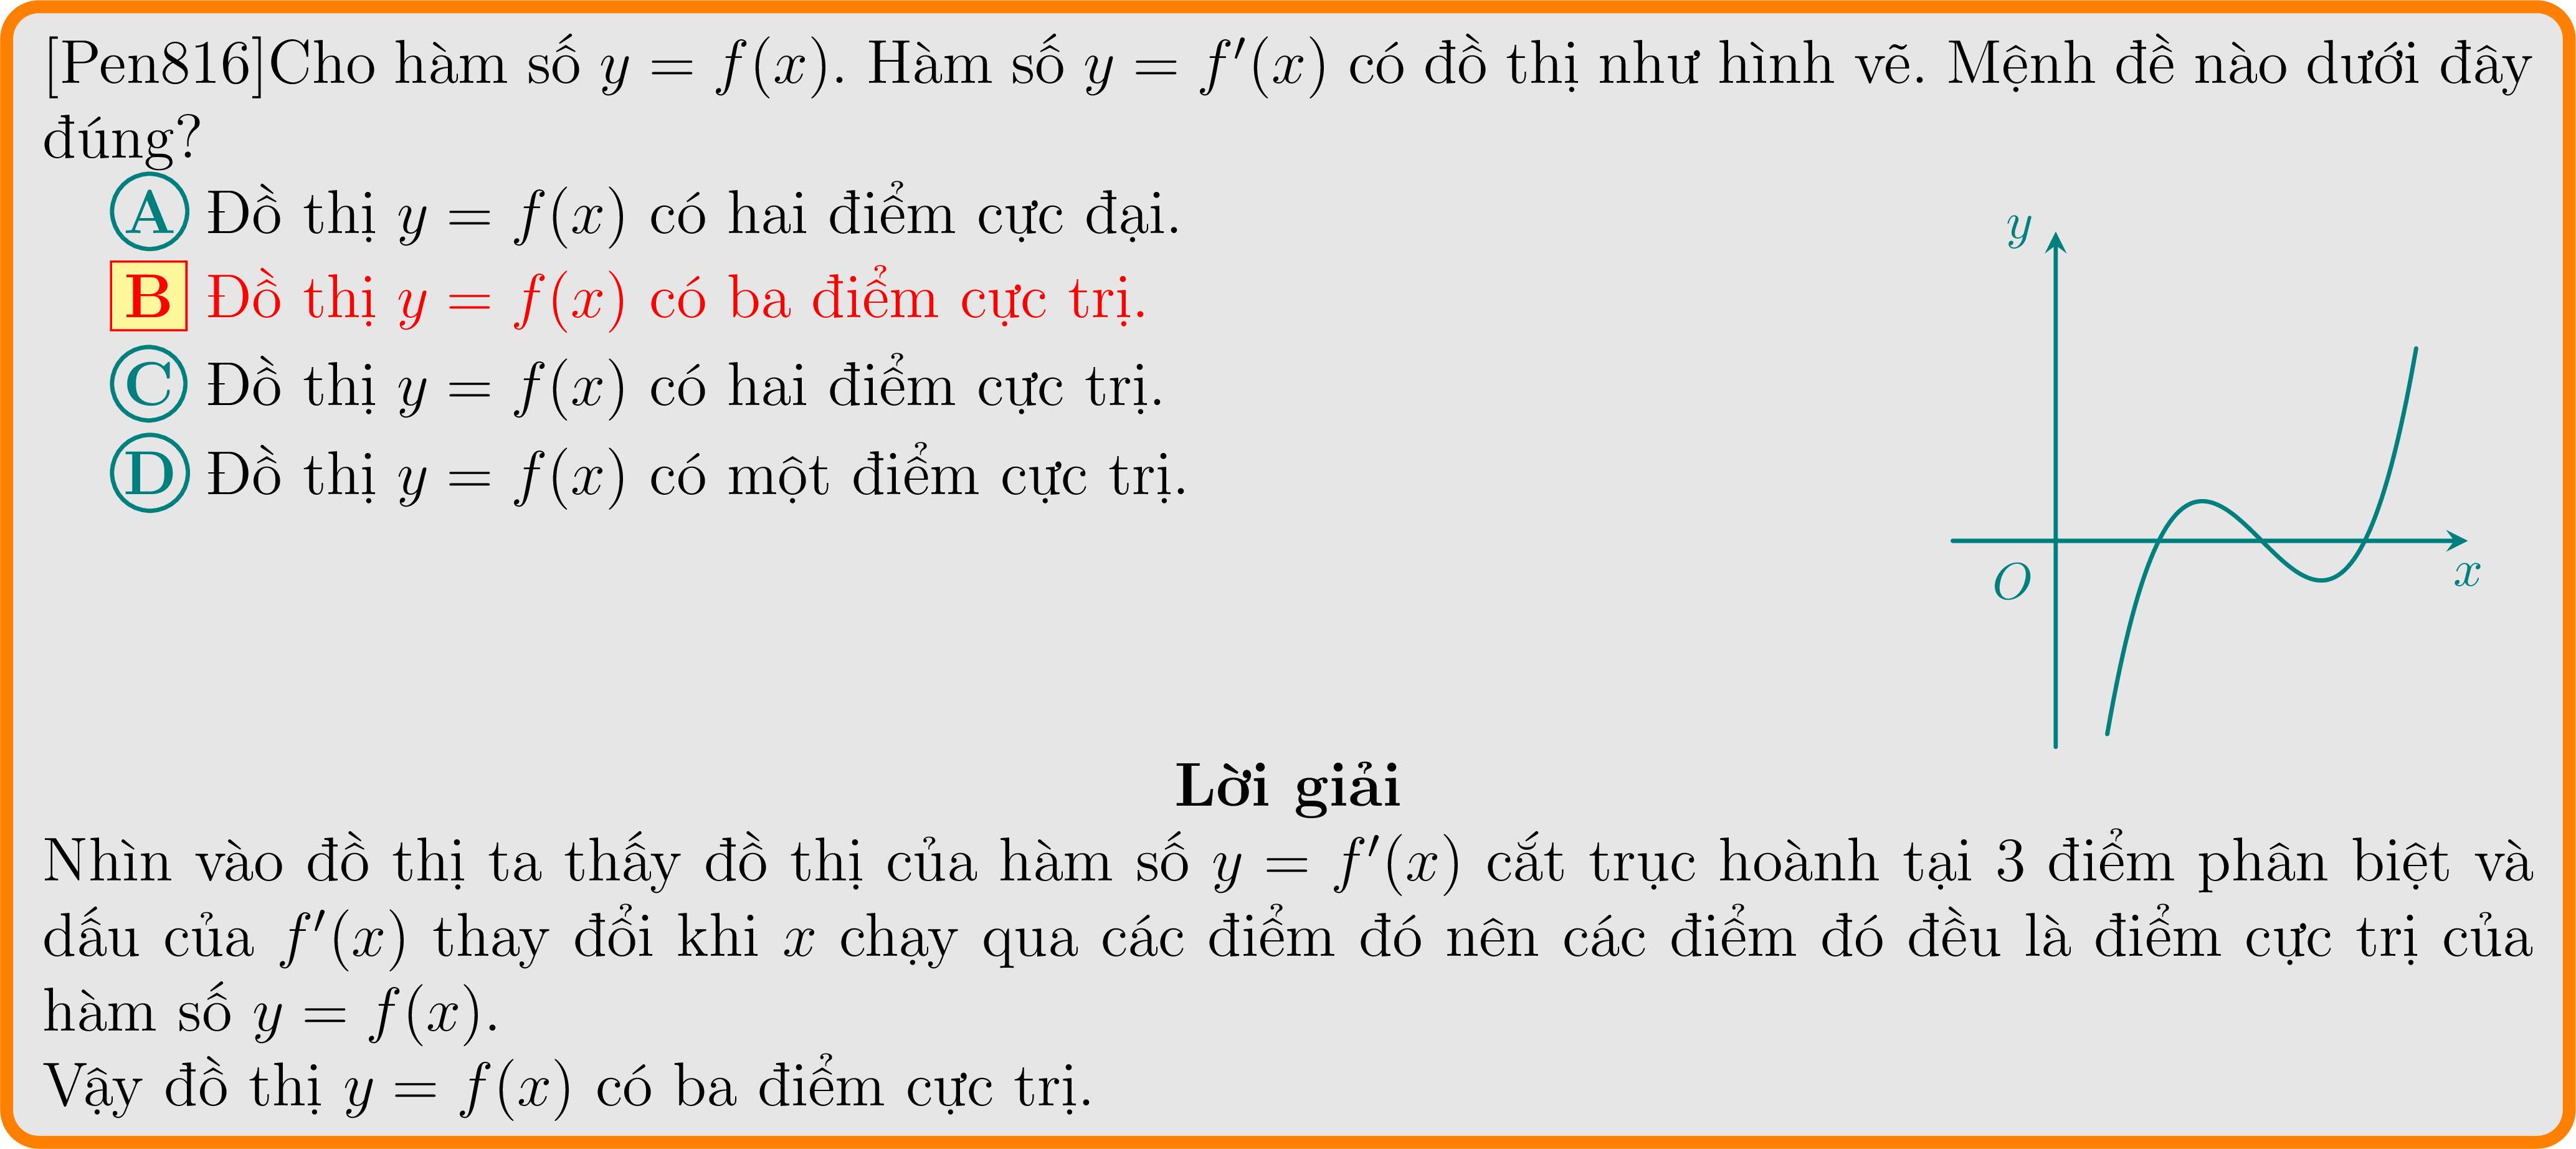 [Pen816]Cho hàm số y = f(x). Hàm số y = f′(x) có đồ thị như hình vẽ. Mệnh đề nào dưới đây
đúng?
A Đồ thị y = f(x) có hai điểm cực đại.
B Đồ thị y = f(x) có ba điểm cực trị.
C Đồ thị y = f(x) có hai điểm cực trị.
D Đồ thị y = f(x) có một điểm cực trị.
y
O
x
Lời giải
Nhìn vào đồ thị ta thấy đồ thị của hàm số y = f′(x) cắt trục hoành tại 3 điểm phân biệt và
dấu của f′(x) thay đổi khi x chạy qua các điểm đó nên các điểm đó đều là điểm cực trị của
hàm số y = f(x).
Vậy đồ thị y = f(x) có ba điểm cực trị.